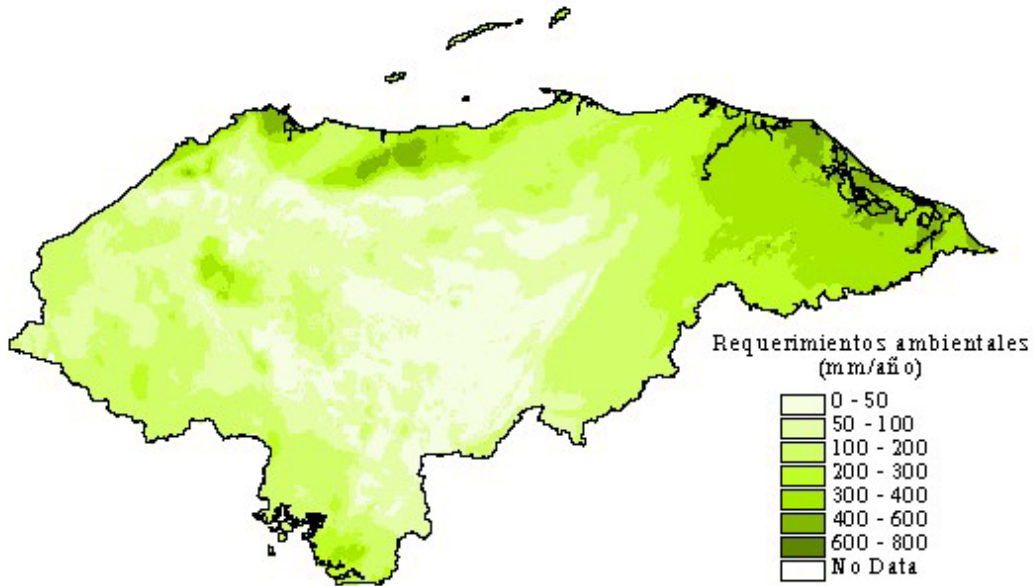 Requerimientos ambientales
(mm/año)
0 - 50
50 - 100
100 - 200
200 - 300
300 - 400
400 - 600
600 - 800
No Data